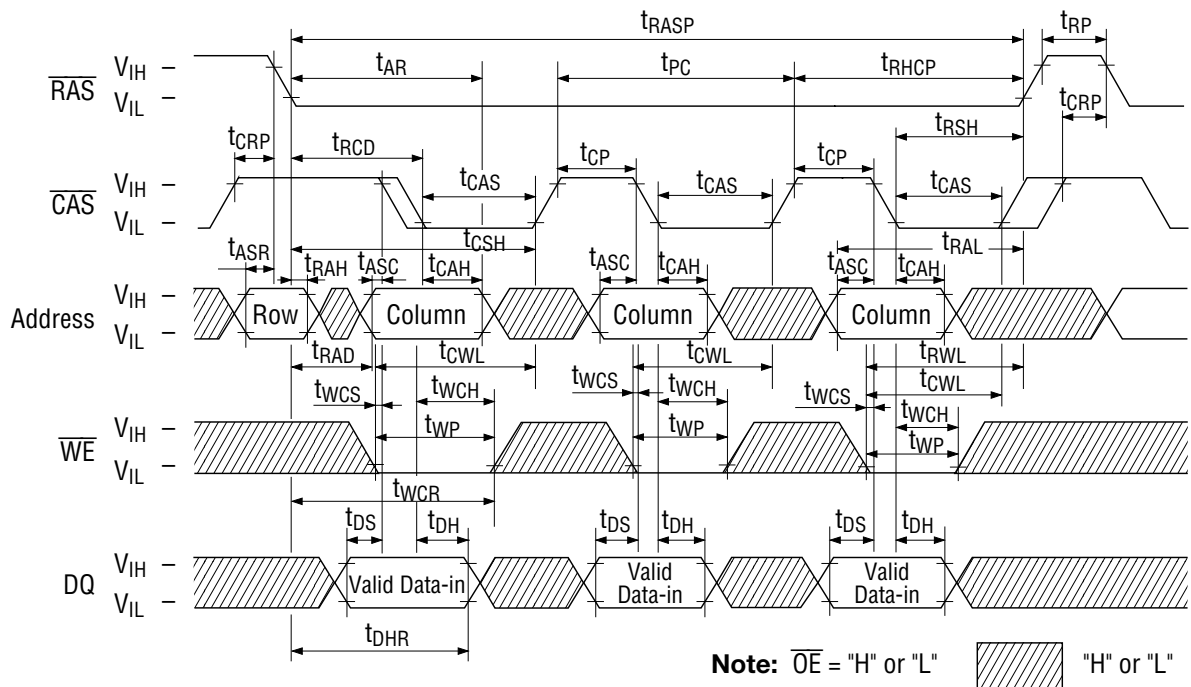 tRASP tRP
VIH tAR tPC tRHCP
RAS
VIL
tCRP tRCD tRSH tCRP
VIH tCP tCP
CAS tCAS tCAS tCAS
VIL
tCSH tRAL
tASR tRAH tASC tCAH tASC tCAH tASC tCAH
VIH
Address Row Column Column Column
VIL
tRAD tCWL tCWL tRWL
tCWL
tWCS tWCH tWCS tWCH tWCS tWCH
VIH tWP tWP tWP
WE
VIL
tWCR
tDS tDH tDS tDH tDS tDH
VIH
DQ Valid Data-in Valid Data-in Valid Data-in
VIL
tDHR
Note: OE = "H" or "L" "H" or "L"